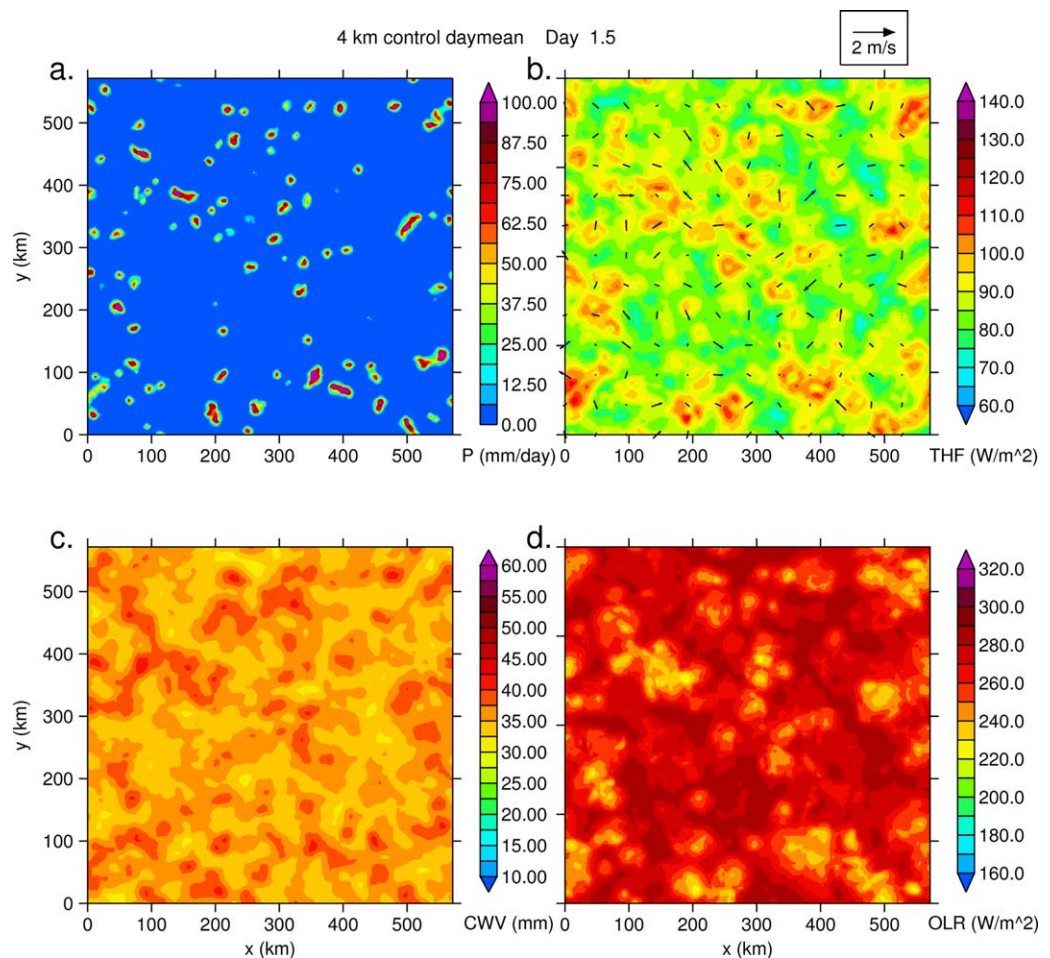 4 km control daymean Day 1.5
2 m/s
a.
500
400
300
200
100
0
y (km)
0 100 200 300 400 500
100.00
87.50
75.00
62.50
50.00
37.50
25.00
12.50
0.00
P (mm/day)
b.
0 100 200 300 400 500
140.0
130.0
120.0
110.0
100.0
90.0
80.0
70.0
60.0
THF (W/m^2)
c.
500
400
300
200
100
0
y (km)
0 100 200 300 400 500
x (km)
60.00
55.00
50.00
45.00
40.00
35.00
30.00
25.00
20.00
15.00
10.00
CWV (mm)
d.
0 100 200 300 400 500
x (km)
320.0
300.0
280.0
260.0
240.0
220.0
200.0
180.0
160.0
OLR (W/m^2)